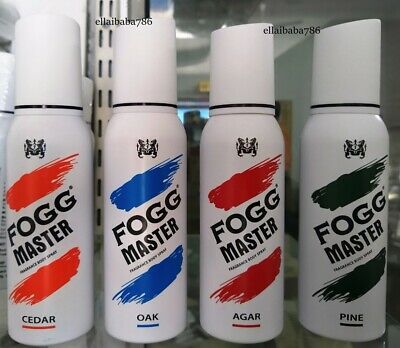 ellaibaba786
ellaibaba786
FOGG®
MASTER
FRAGRANCE BODY SPRAY
CEDAR
FOGG®
MASTER
FRAGRANCE BODY SPRAY
OAK
FOGG®
MASTER
FRAGRANCE BODY SPRAY
AGAR
FOGG®
MASTER
FRAGRANCE BODY SPRAY
PINE